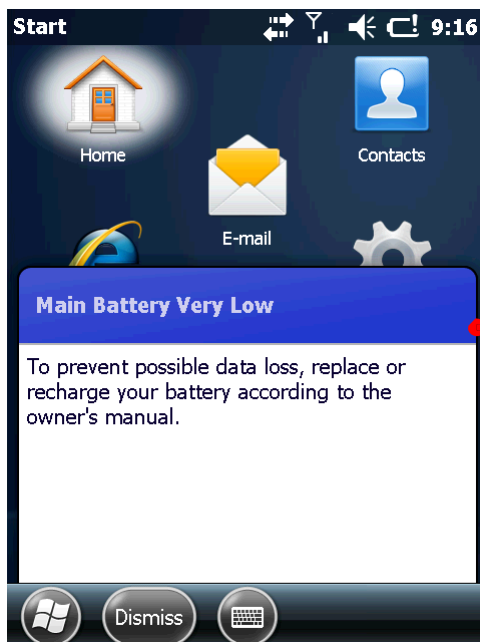 Start 9:16
Home
Contacts
E-mail
Main Battery Very Low
To prevent possible data loss, replace or
recharge your battery according to the
owner's manual.
Dismiss